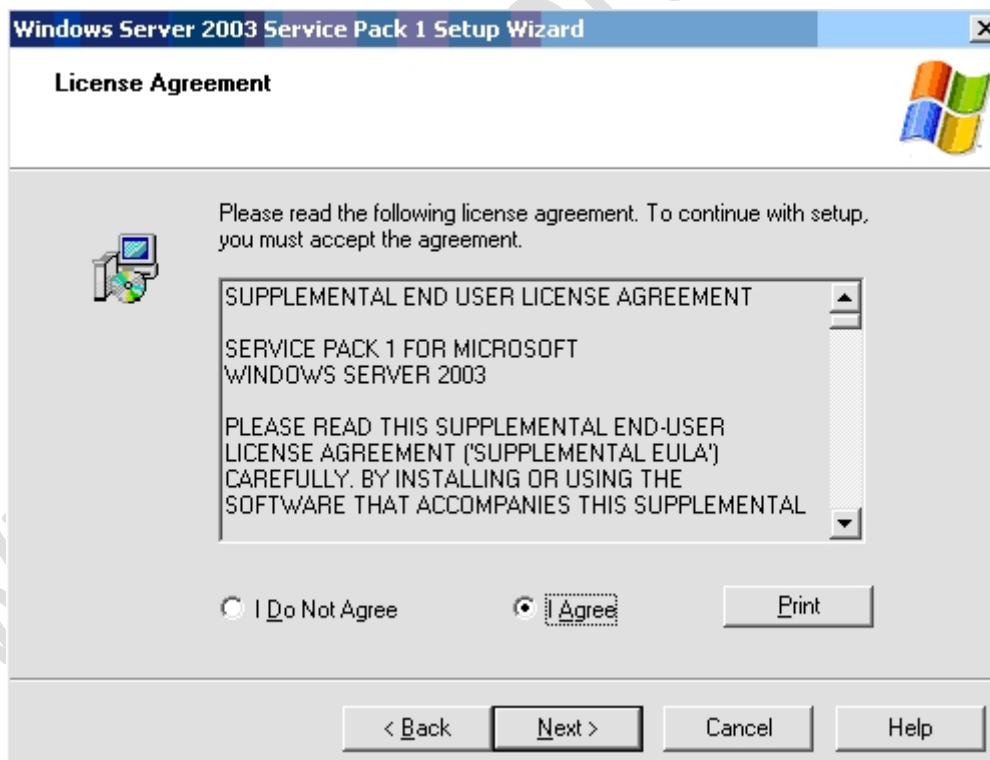 Windows Server 2003 Service Pack 1 Setup Wizard
License Agreement
Please read the following license agreement. To continue with setup,
you must accept the agreement.
SUPPLEMENTAL END USER LICENSE AGREEMENT
SERVICE PACK 1 FOR MICROSOFT
WINDOWS SERVER 2003
PLEASE READ THIS SUPPLEMENTAL END-USER
LICENSE AGREEMENT ('SUPPLEMENTAL EULA')
CAREFULLY. BY INSTALLING OR USING THE
SOFTWARE THAT ACCOMPANIES THIS SUPPLEMENTAL
I Do Not Agree
I Agree
Print
< Back
Next >
Cancel
Help